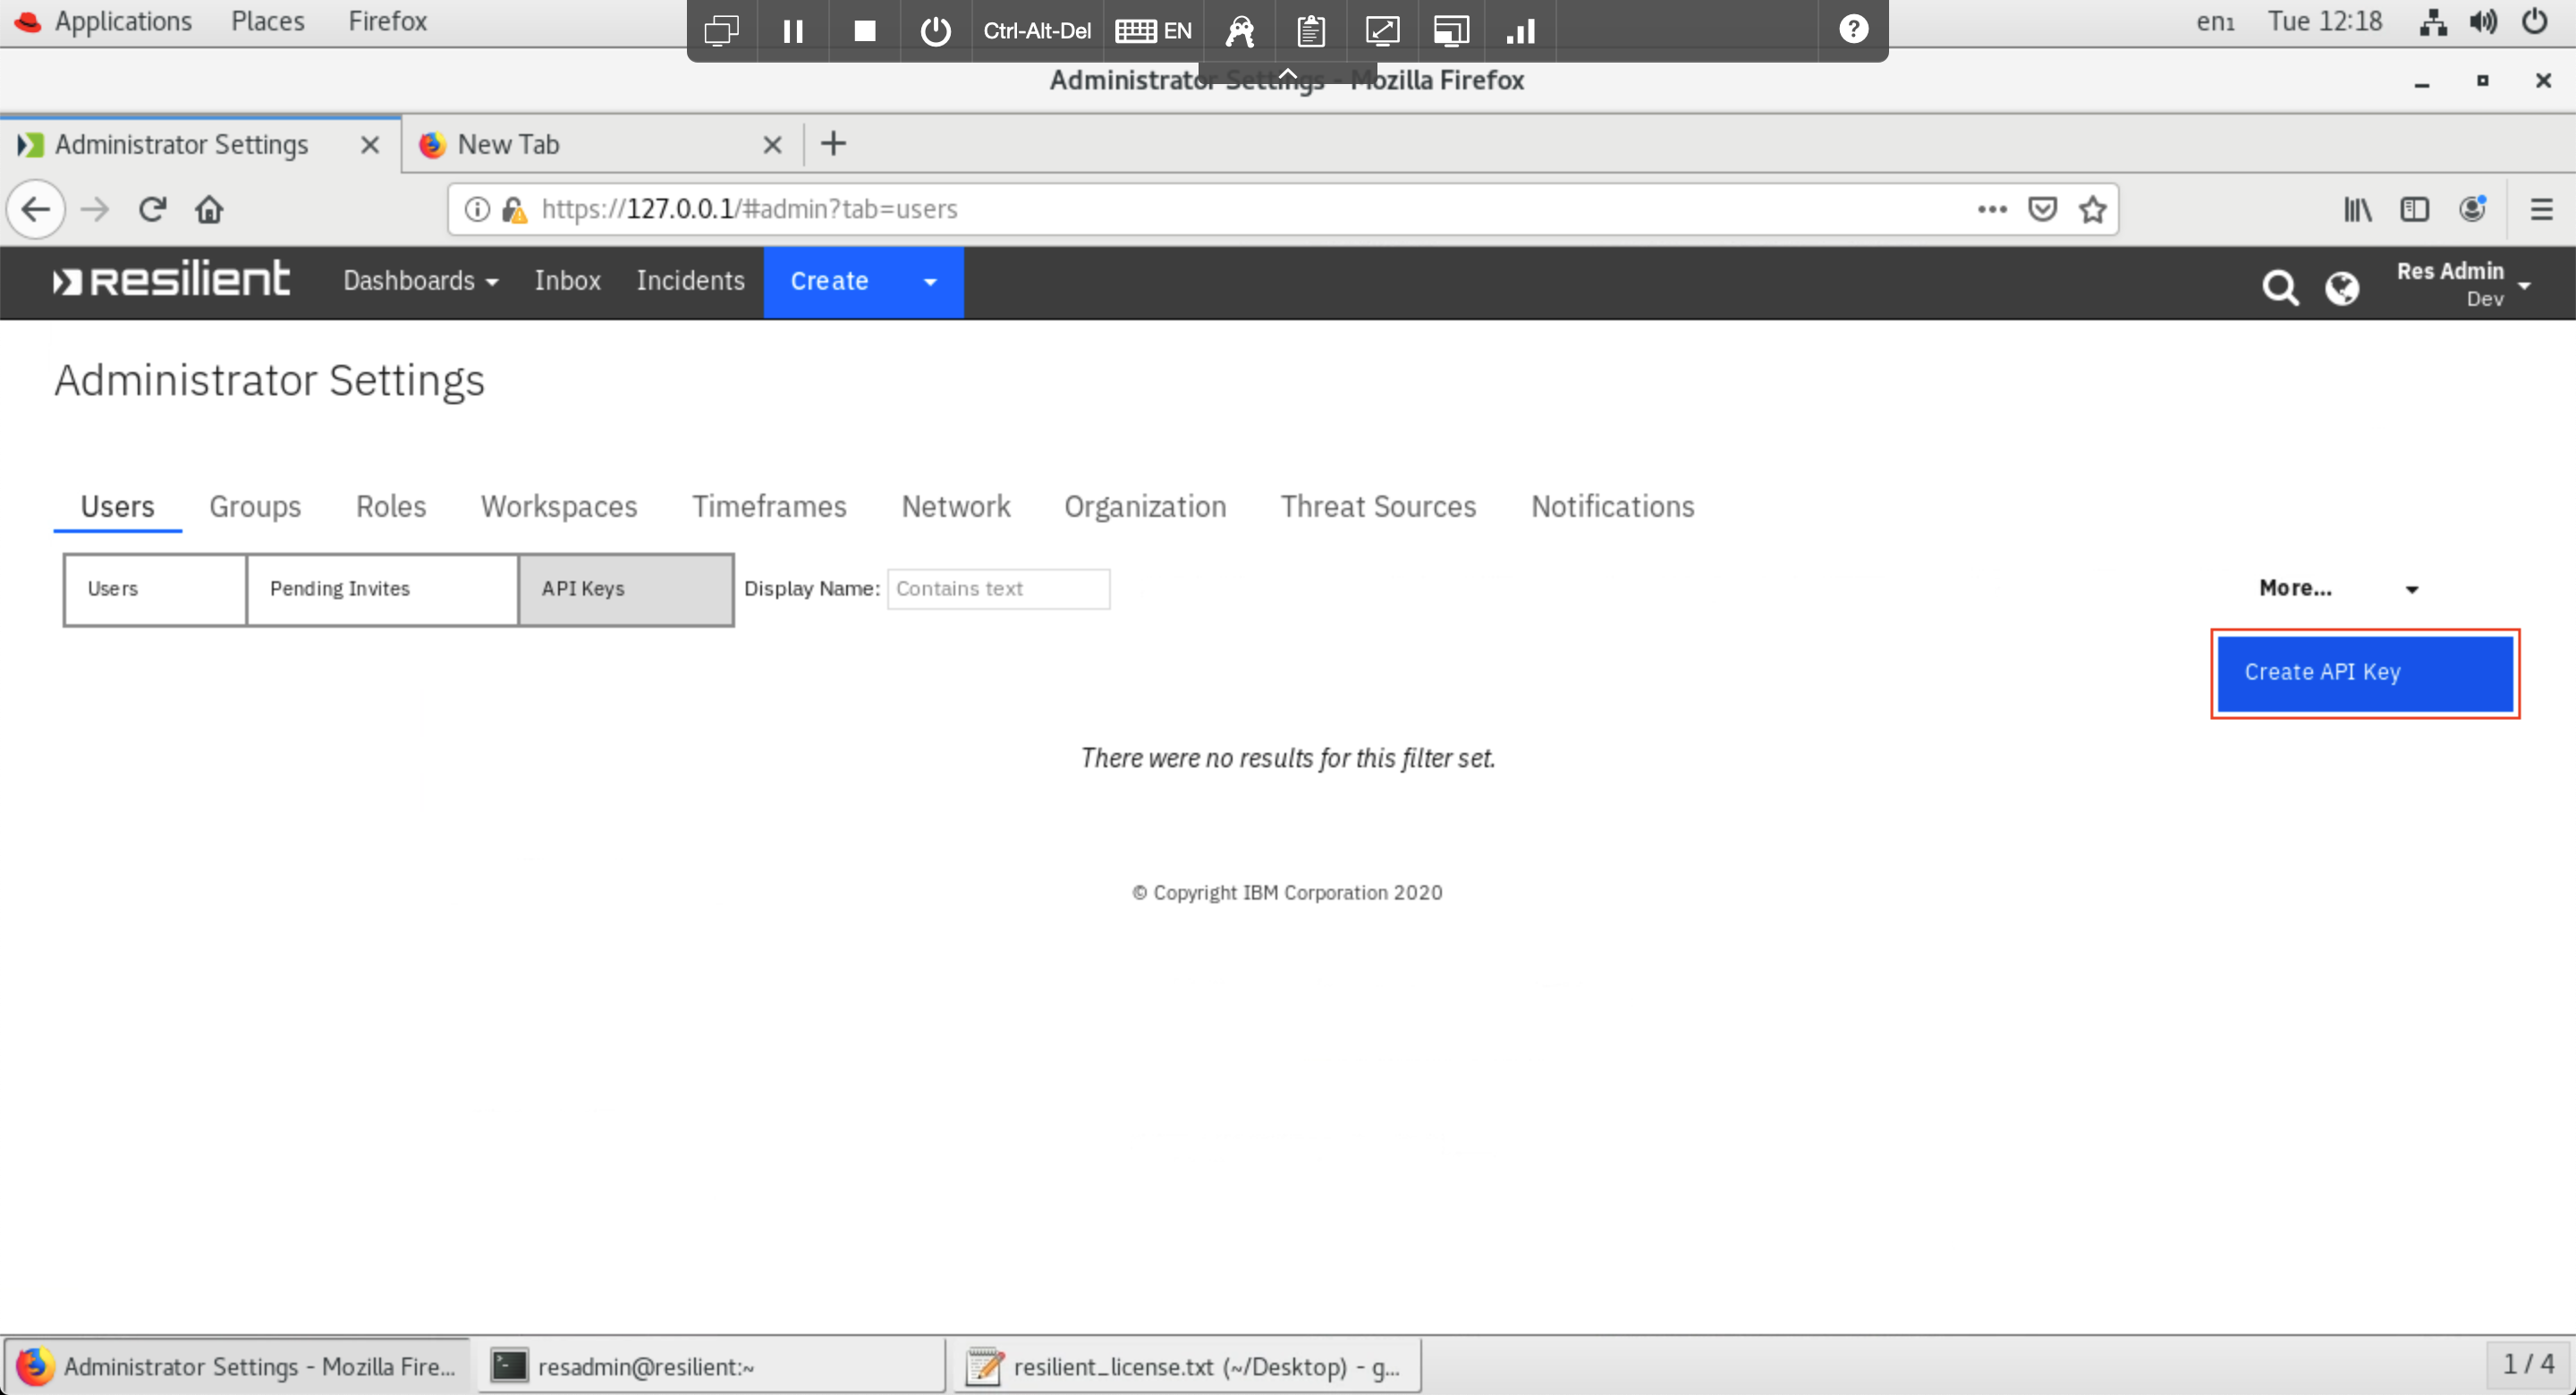 Applications Places Firefox
Ctrl-Alt-Del EN ?
en1 Tue 12:18
Administrator Settings - Mozilla Firefox
Administrator Settings
New Tab
https://127.0.0.1/#admin?tab=users
resilient Dashboards Inbox Incidents Create
Res Admin
Dev
Administrator Settings
Users Groups Roles Workspaces Timeframes Network Organization Threat Sources Notifications
Users Pending Invites API Keys Display Name: Contains text More...
Create API Key
There were no results for this filter set.
© Copyright IBM Corporation 2020
Administrator Settings - Mozilla Fire... resadmin@resilient:~ resilient_license.txt (~/Desktop) - g... 1 / 4